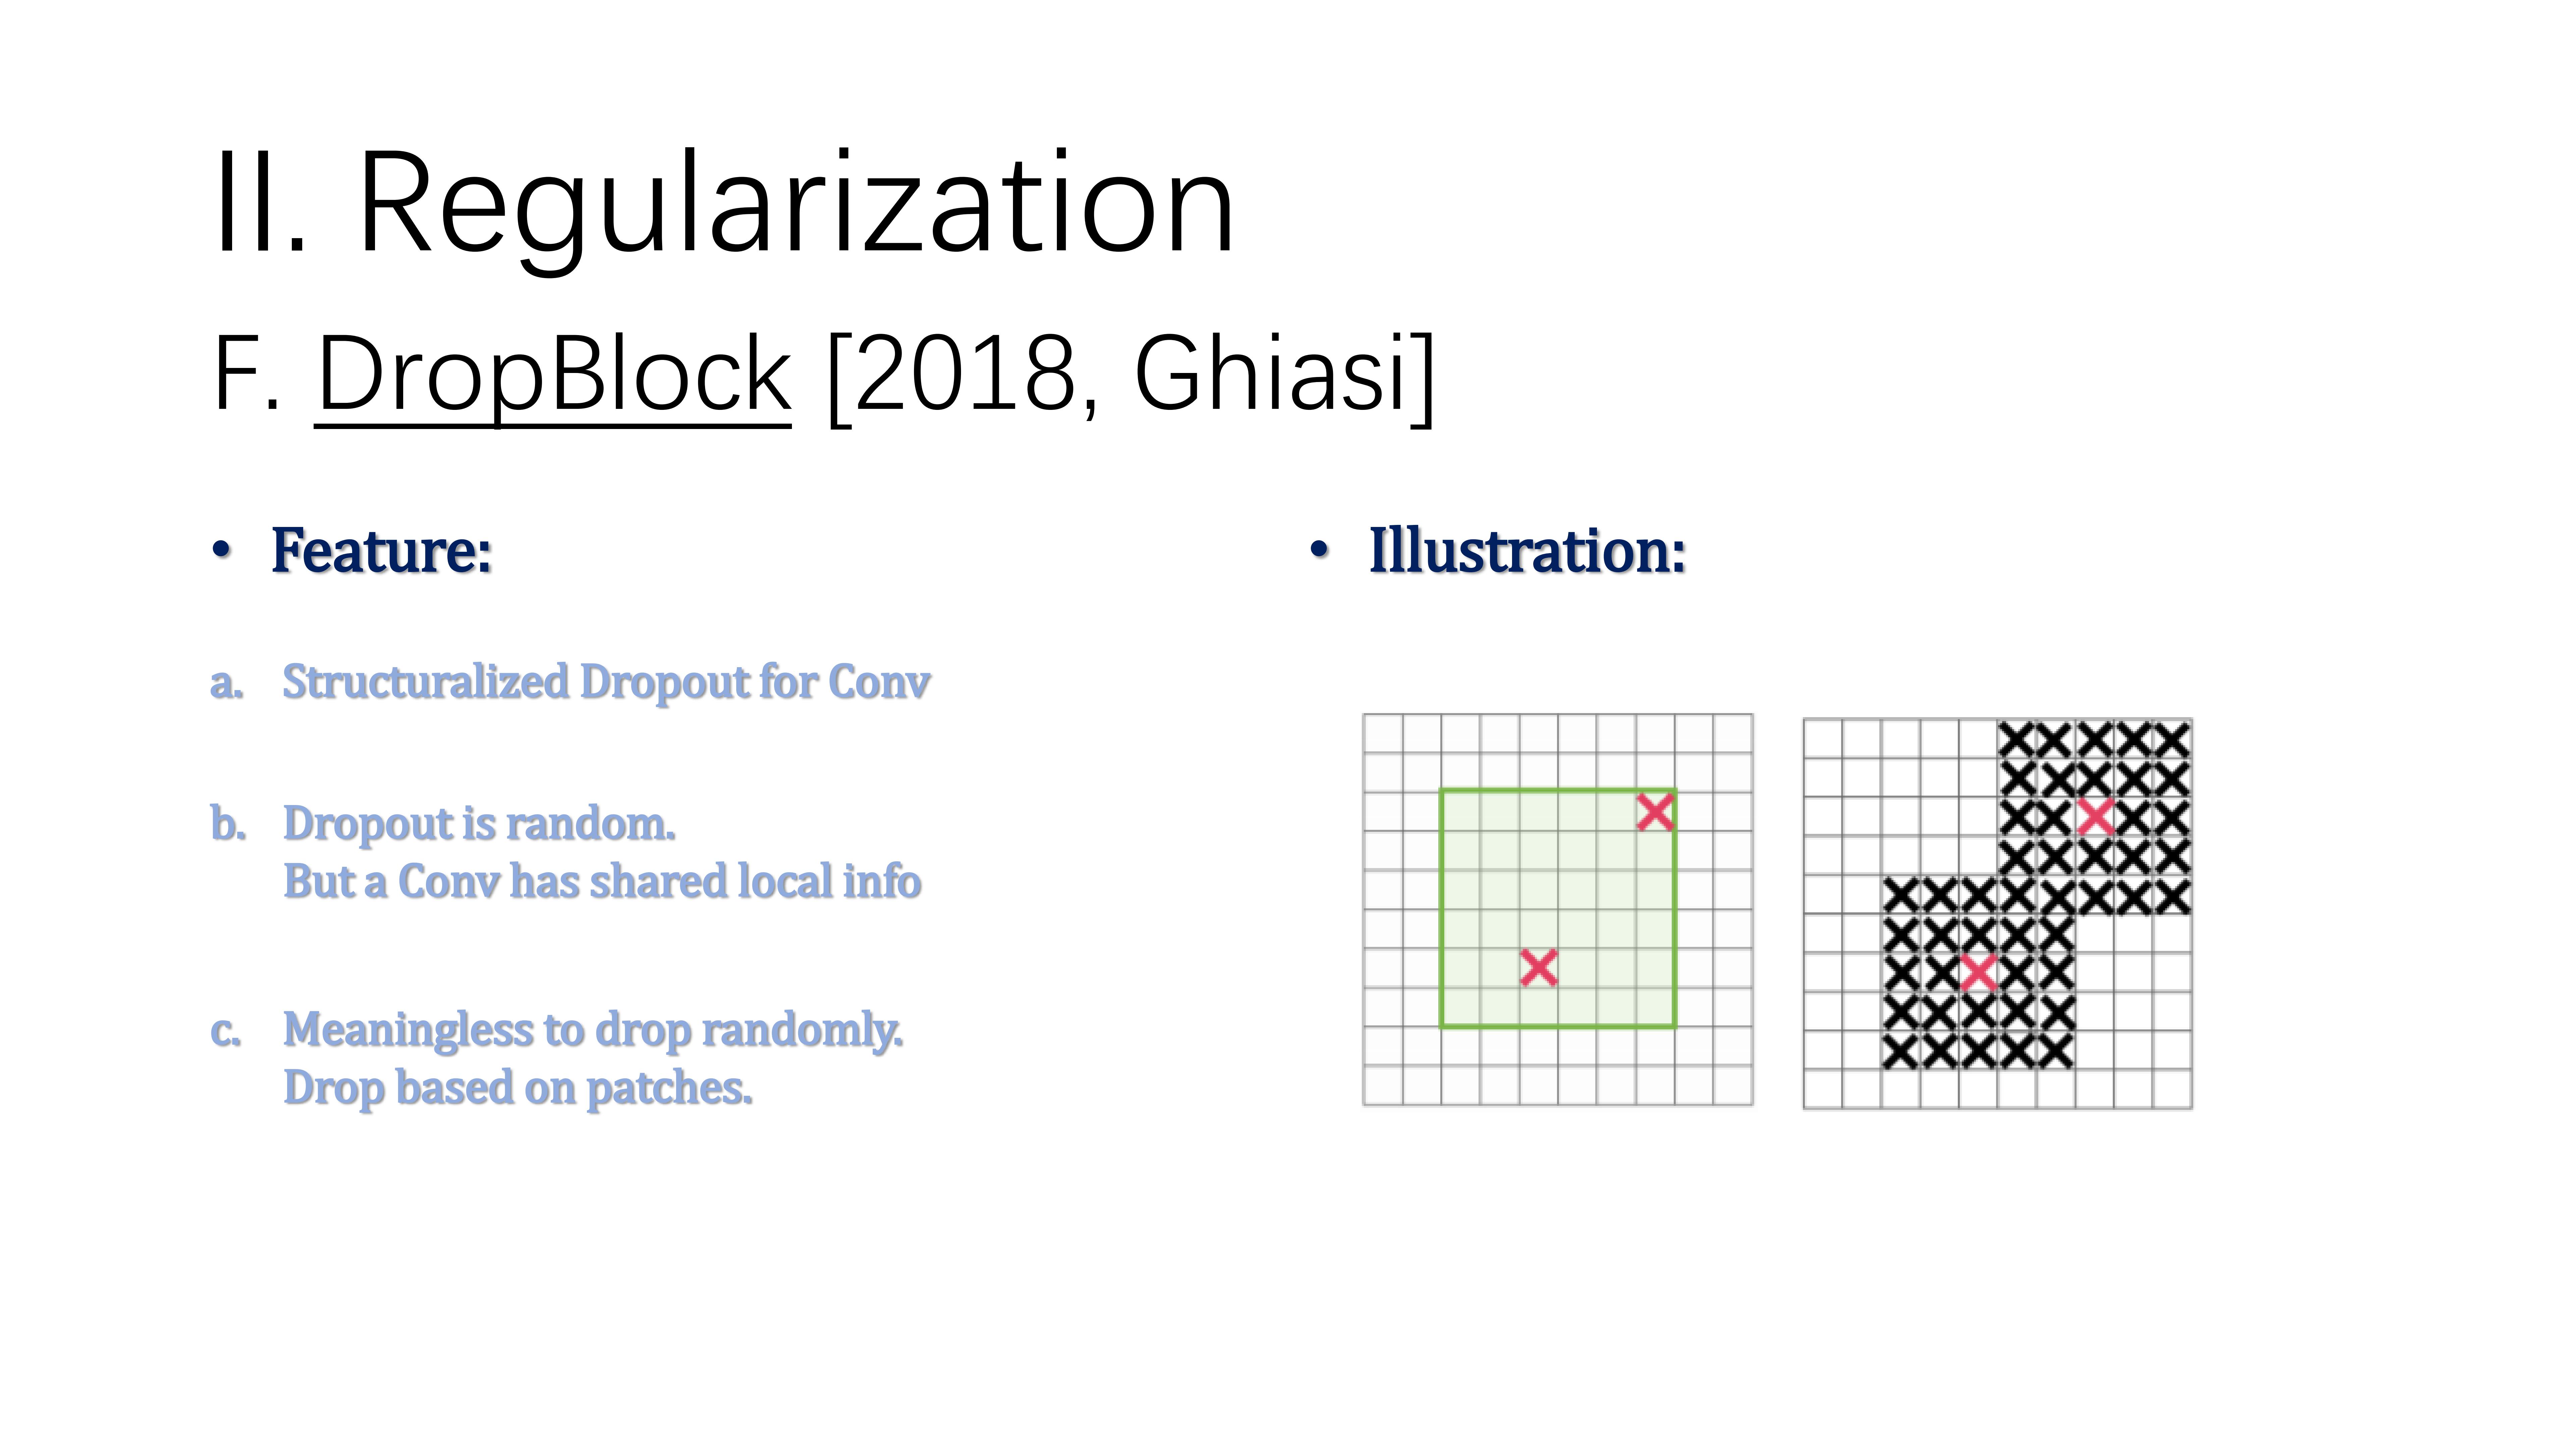 II. Regularization
F. DropBlock [2018, Ghiasi]
• Feature:
a. Structuralized Dropout for Conv
b. Dropout is random.
But a Conv has shared local info
c. Meaningless to drop randomly.
Drop based on patches.
• Illustration: